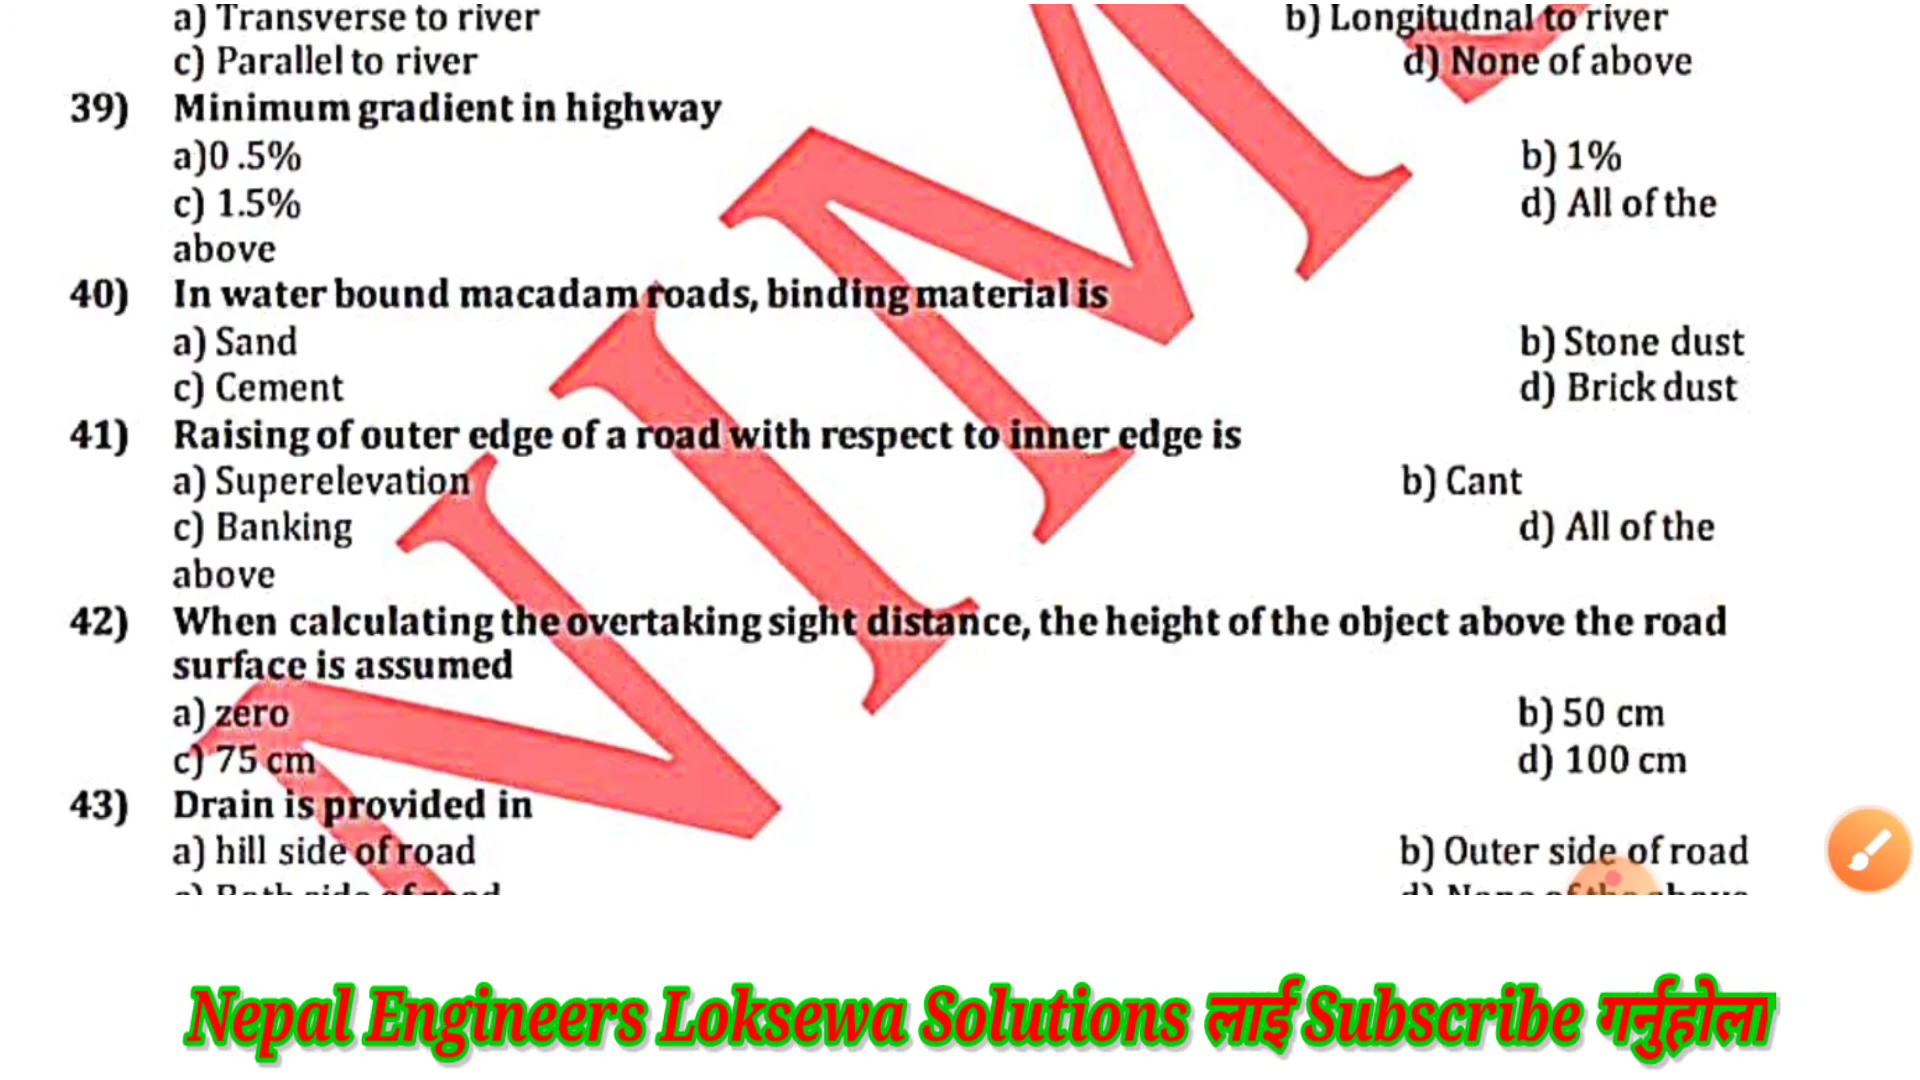 a) Transverse to river b) Longitudnal to river
c) Parallel to river d) None of above
39) Minimum gradient in highway
a)0 .5% b) 1%
c) 1.5% d) All of the
above
40) In water bound macadam roads, binding material is
a) Sand b) Stone dust
c) Cement d) Brick dust
41) Raising of outer edge of a road with respect to inner edge is
a) Superelevation b) Cant
c) Banking d) All of the
above
42) When calculating the overtaking sight distance, the height of the object above the road
surface is assumed
a) zero b) 50 cm
c) 75 cm d) 100 cm
43) Drain is provided in
a) hill side of road b) Outer side of road
Nepal Engineers Loksewa Solutions लाई Subscribe गर्नुहोला